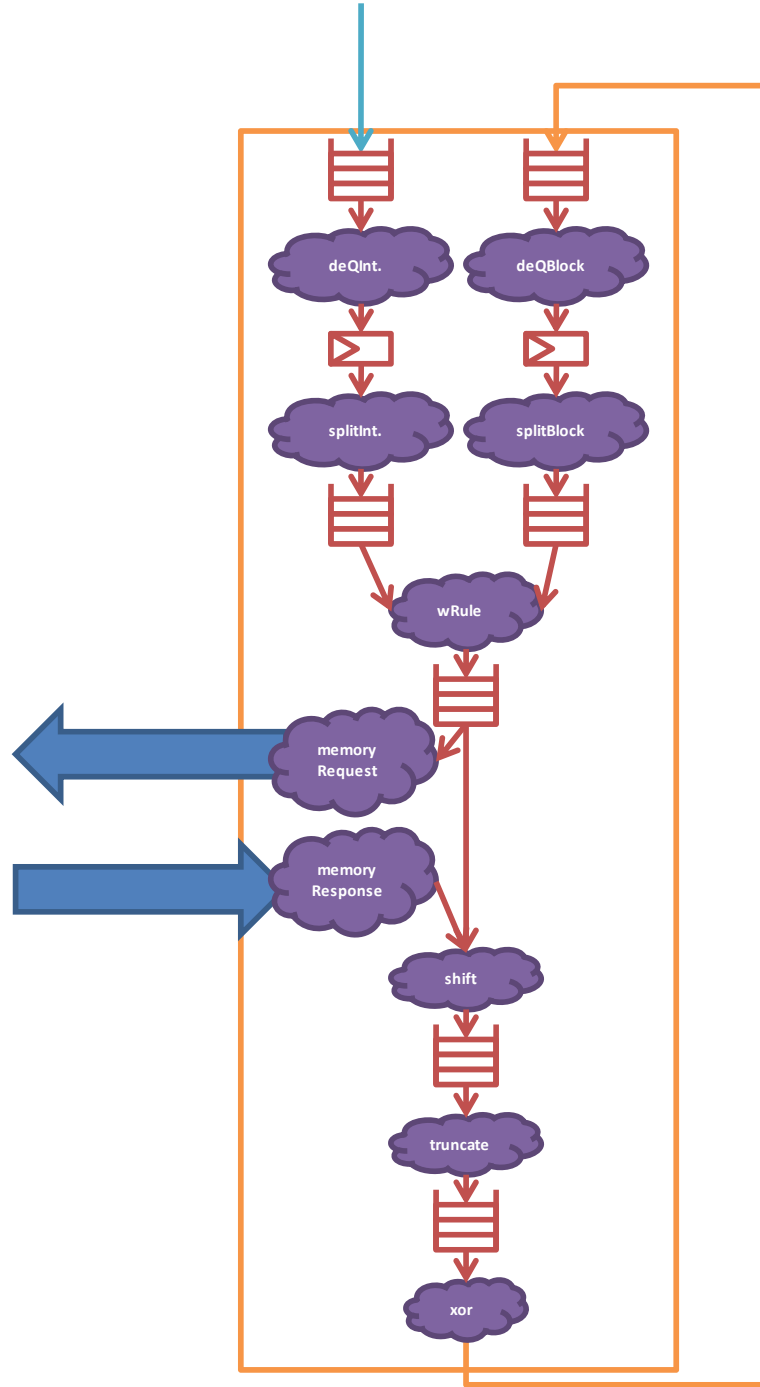 deQInt.
deQBlock
splitInt.
splitBlock
wRule
memory
Request
memory
Response
shift
truncate
xor